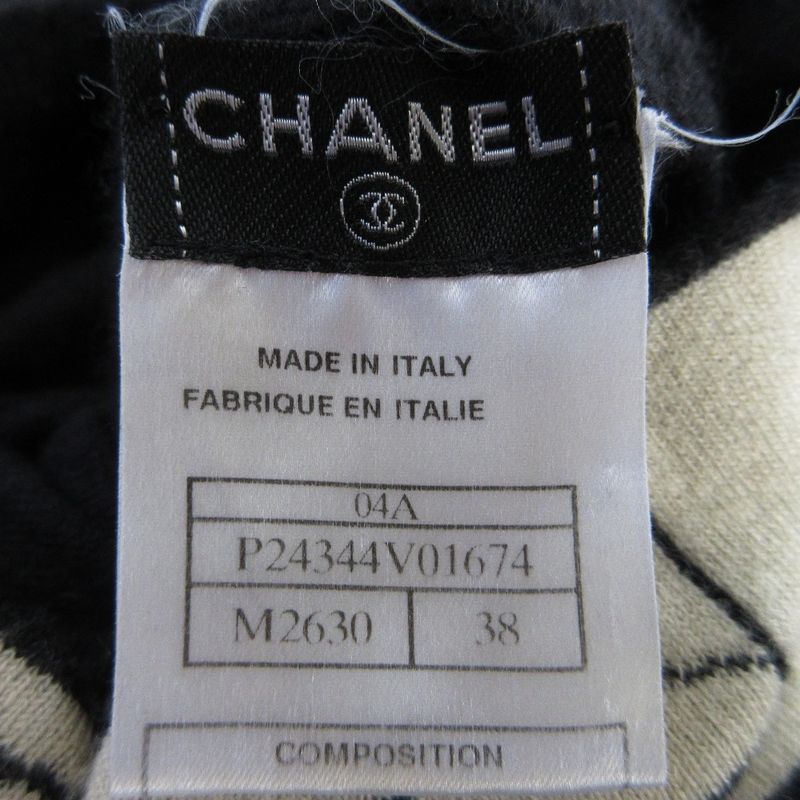 CHANEL
MADE IN ITALY
FABRIQUE EN ITALIE
04A
P24344V01674
M2630 38
COMPOSITION